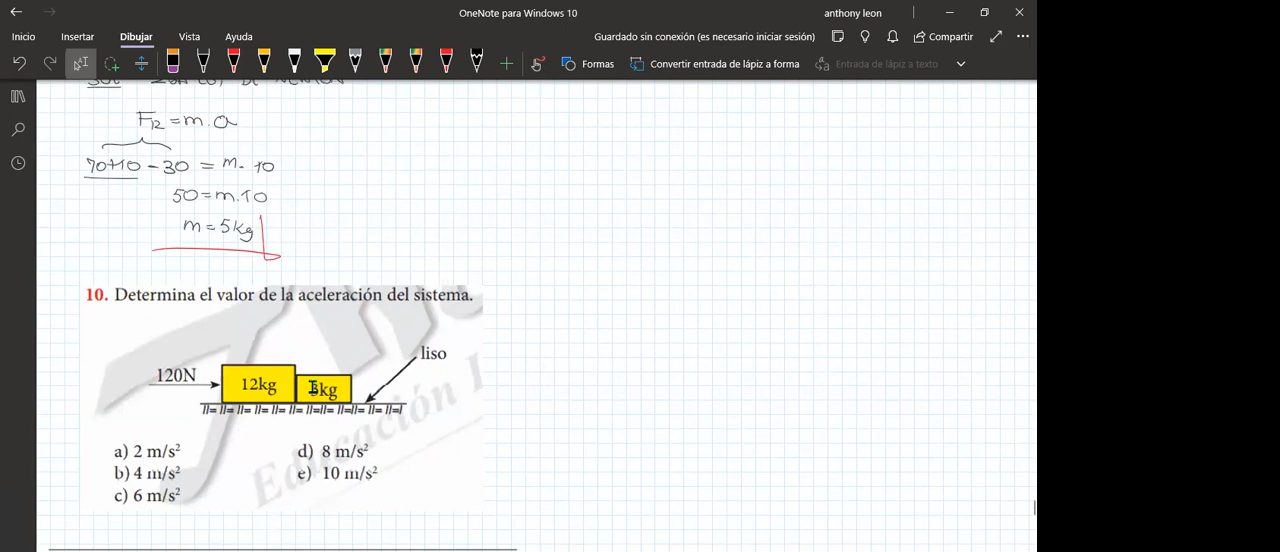 OneNote para Windows 10
anthony leon
Inicio Insertar Dibujar Vista Ayuda
Guardado sin conexión (es necesario iniciar sesión) Compartir
Formas Convertir entrada de lápiz a forma Entrada de lápiz a texto
F12 = m.a
70+10 - 30 = m. 10
50 = m.10
m = 5kg
10. Determina el valor de la aceleración del sistema.
liso
120N
12kg
kg
a) 2 m/s²
d) 8 m/s²
b) 4 m/s²
e) 10 m/s²
c) 6 m/s²
Educación